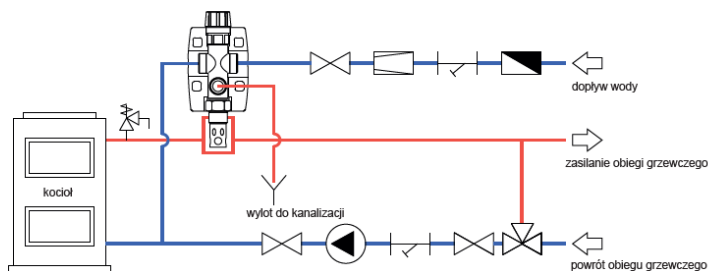 dopływ wody
zasilanie obiegi grzewczego
kocioł
wylot do kanalizacji
powrót obiegu grzewczego